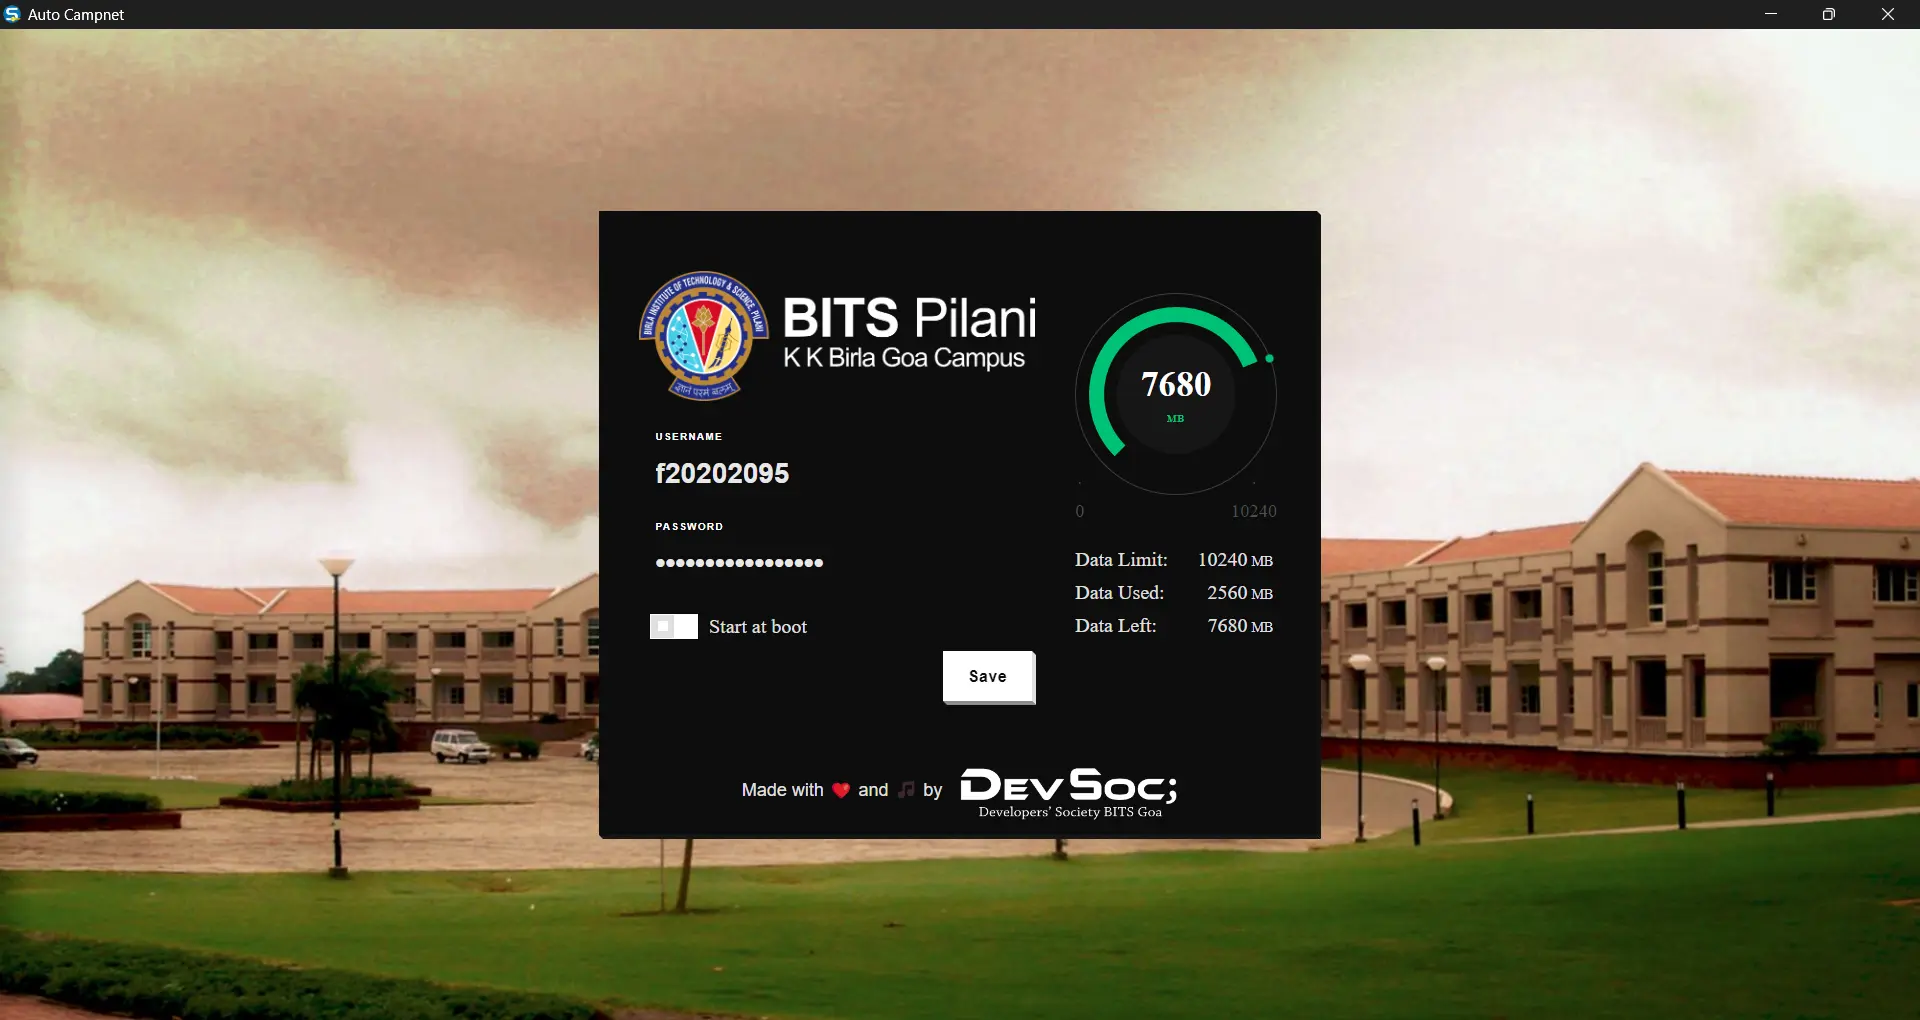 Auto Campnet
BIRLA INSTITUTE OF TECHNOLOGY & SCIENCE, PILANI
ज्ञानं परमं बलम्
BITS Pilani
K K Birla Goa Campus
USERNAME
f20202095
PASSWORD
•••••••••••••••••
Start at boot
Save
7680
MB
0 10240
Data Limit: 10240 MB
Data Used: 2560 MB
Data Left: 7680 MB
Made with ❤️ and 🎵 by DEVSOC;
Developers' Society BITS Goa